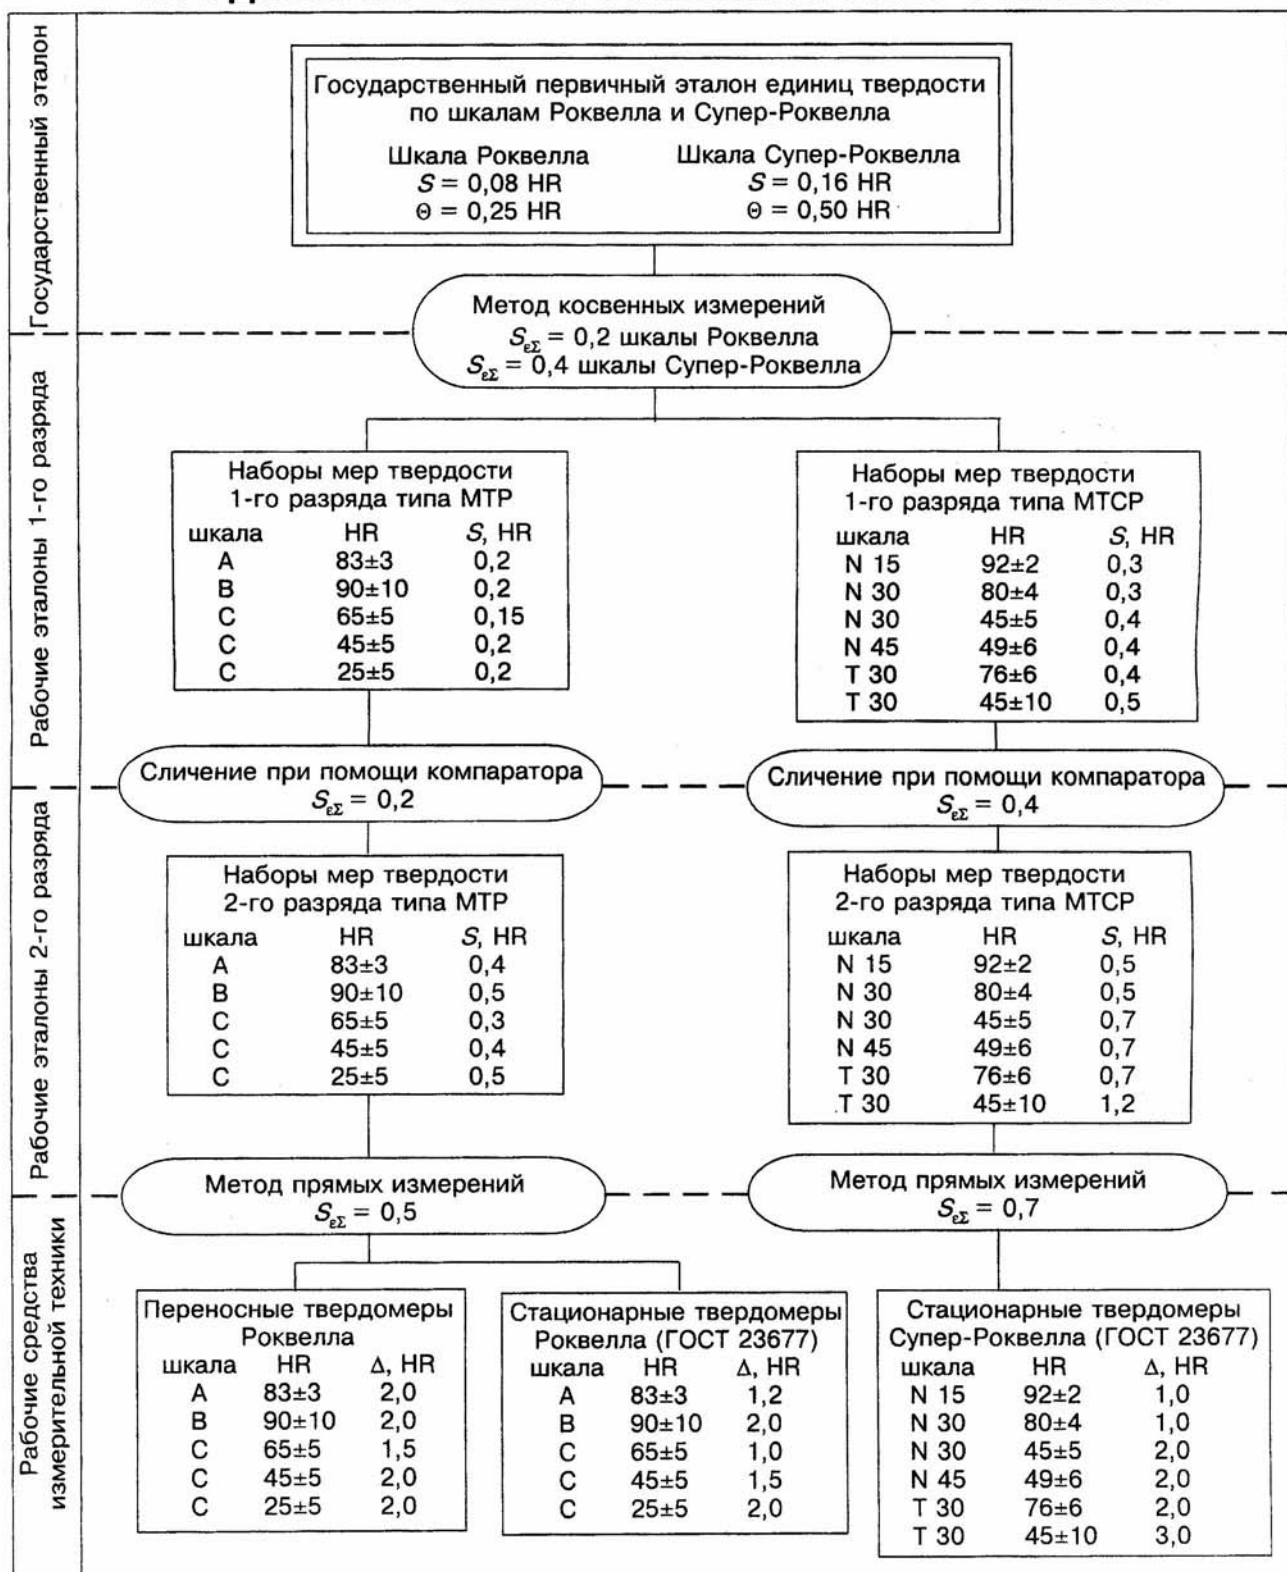 Государственный эталон
Государственный первичный эталон единиц твердости
по шкалам Роквелла и Супер-Роквелла
Шкала Роквелла
S = 0,08 HR
Θ = 0,25 HR
Шкала Супер-Роквелла
S = 0,16 HR
Θ = 0,50 HR
Метод косвенных измерений
SεΣ = 0,2 шкалы Роквелла
SεΣ = 0,4 шкалы Супер-Роквелла
Рабочие эталоны 1-го разряда
Наборы мер твердости
1-го разряда типа МТР
шкала HR S, HR
A 83±3 0,2
B 90±10 0,2
C 65±5 0,15
C 45±5 0,2
C 25±5 0,2
Наборы мер твердости
1-го разряда типа МТСР
шкала HR S, HR
N 15 92±2 0,3
N 30 80±4 0,3
N 30 45±5 0,4
N 45 49±6 0,4
T 30 76±6 0,4
T 30 45±10 0,5
Сличение при помощи компаратора
SεΣ = 0,2
Сличение при помощи компаратора
SεΣ = 0,4
Рабочие эталоны 2-го разряда
Наборы мер твердости
2-го разряда типа МТР
шкала HR S, HR
A 83±3 0,4
B 90±10 0,5
C 65±5 0,3
C 45±5 0,4
C 25±5 0,5
Наборы мер твердости
2-го разряда типа МТСР
шкала HR S, HR
N 15 92±2 0,5
N 30 80±4 0,5
N 30 45±5 0,7
N 45 49±6 0,7
T 30 76±6 0,7
T 30 45±10 1,2
Метод прямых измерений
SεΣ = 0,5
Метод прямых измерений
SεΣ = 0,7
Рабочие средства
измерительной техники
Переносные твердомеры
Роквелла
шкала HR Δ, HR
A 83±3 2,0
B 90±10 2,0
C 65±5 1,5
C 45±5 2,0
C 25±5 2,0
Стационарные твердомеры
Роквелла (ГОСТ 23677)
шкала HR Δ, HR
A 83±3 1,2
B 90±10 2,0
C 65±5 1,0
C 45±5 1,5
C 25±5 2,0
Стационарные твердомеры
Супер-Роквелла (ГОСТ 23677)
шкала HR Δ, HR
N 15 92±2 1,0
N 30 80±4 1,0
N 30 45±5 2,0
N 45 49±6 2,0
T 30 76±6 2,0
T 30 45±10 3,0